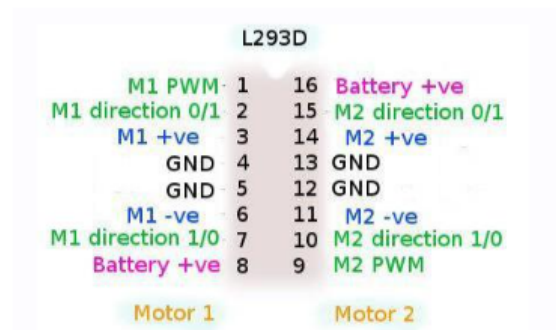 L293D
M1 PWM 1 16 Battery +ve
M1 direction 0/1 2 15 M2 direction 0/1
M1 +ve 3 14 M2 +ve
GND 4 13 GND
GND 5 12 GND
M1 -ve 6 11 M2 -ve
M1 direction 1/0 7 10 M2 direction 1/0
Battery +ve 8 9 M2 PWM
Motor 1 Motor 2